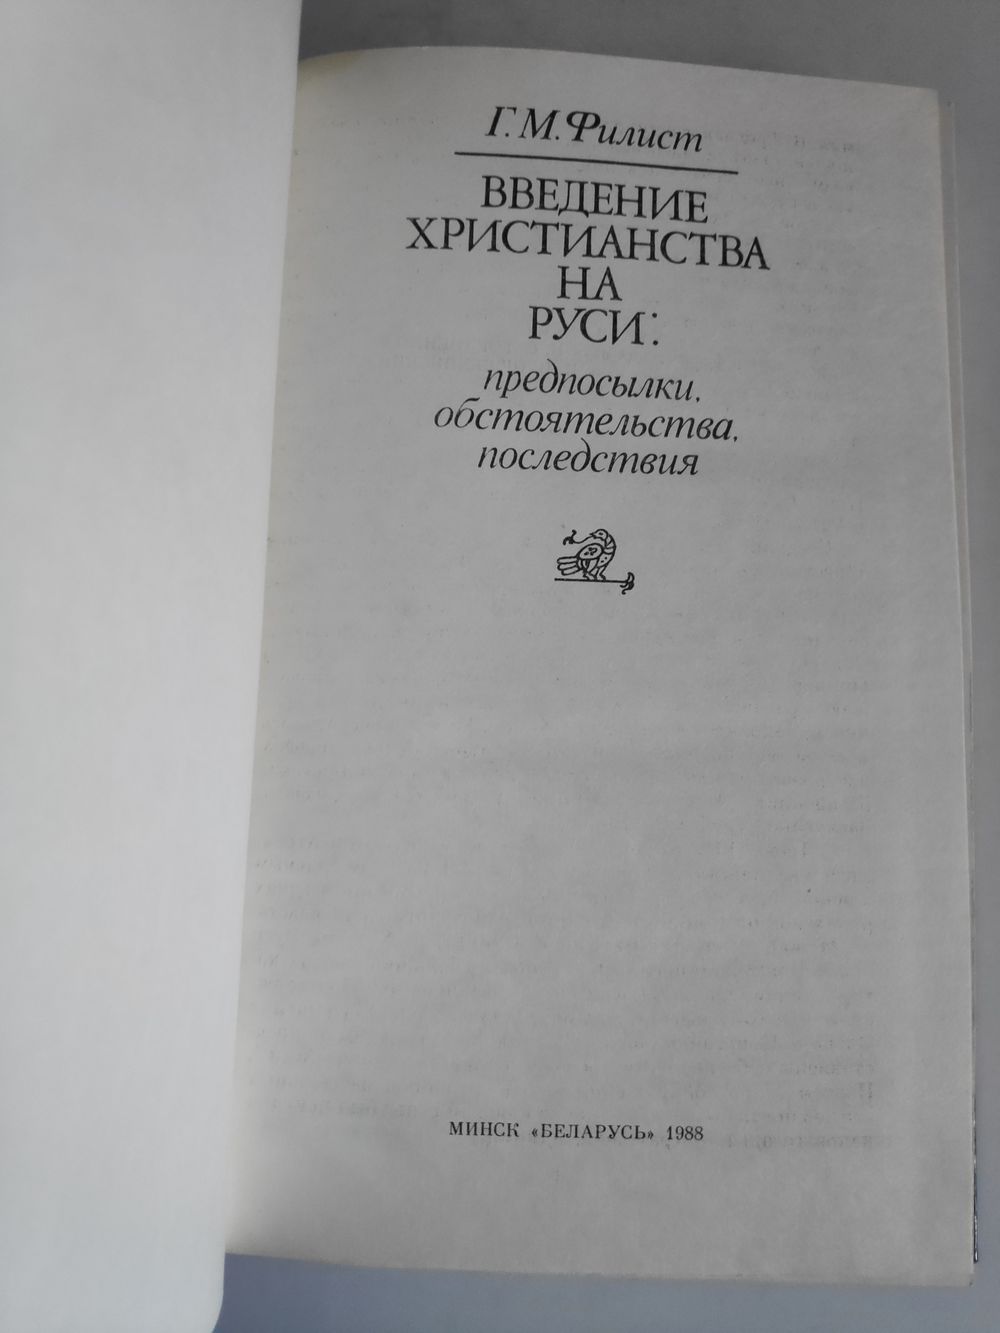 Г. М. Филист
ВВЕДЕНИЕ
ХРИСТИАНСТВА
НА
РУСИ:
предпосылки,
обстоятельства,
последствия
МИНСК «БЕЛАРУСЬ» 1988